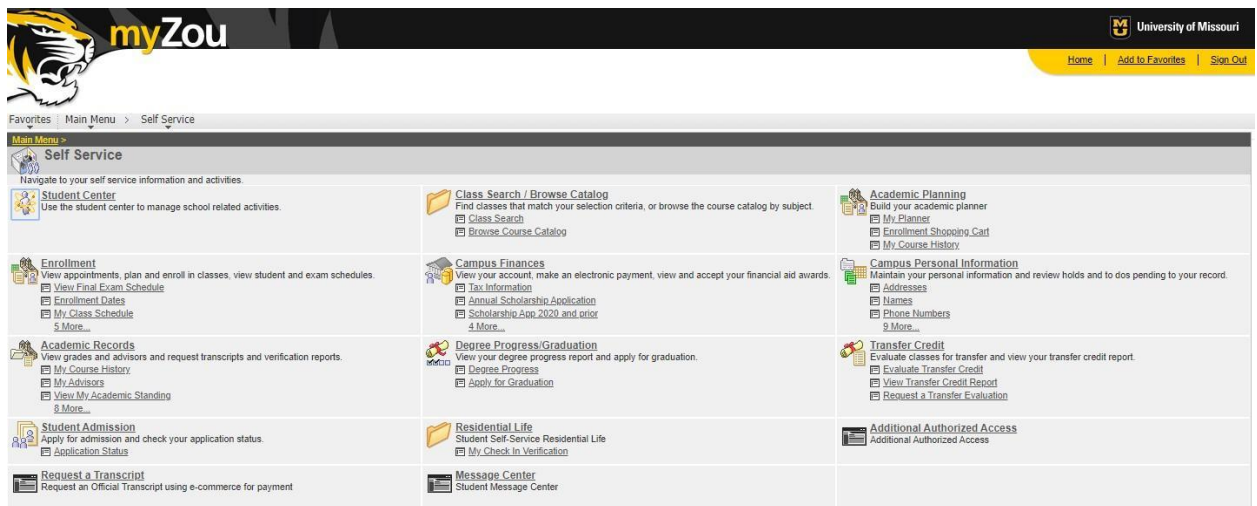 myZou
University of Missouri
Home | Add to Favorites | Sign Out
Favorites Main Menu > Self Service
Main Menu >
Self Service
Navigate to your self service information and activities.
Student Center
Use the student center to manage school related activities.
Class Search / Browse Catalog
Find classes that match your selection criteria, or browse the course catalog by subject.
Class Search
Browse Course Catalog
Academic Planning
Build your academic planner
My Planner
Enrollment Shopping Cart
My Course History
Enrollment
View appointments, plan and enroll in classes, view student and exam schedules.
View Final Exam Schedule
Enrollment Dates
My Class Schedule
5 More...
Campus Finances
View your account, make an electronic payment, view and accept your financial aid awards.
Tax Information
Annual Scholarship Application
Scholarship App 2020 and prior
4 More...
Campus Personal Information
Maintain your personal information and review holds and to dos pending to your record.
Addresses
Names
Phone Numbers
9 More...
Academic Records
View grades and advisors and request transcripts and verification reports.
My Course History
My Advisors
View My Academic Standing
8 More...
Degree Progress/Graduation
View your degree progress report and apply for graduation.
Degree Progress
Apply for Graduation
Transfer Credit
Evaluate classes for transfer and view your transfer credit report.
Evaluate Transfer Credit
View Transfer Credit Report
Request a Transfer Evaluation
Student Admission
Apply for admission and check your application status.
Application Status
Residential Life
Student Self-Service Residential Life
My Check In Verification
Additional Authorized Access
Additional Authorized Access
Request a Transcript
Request an Official Transcript using e-commerce for payment
Message Center
Student Message Center